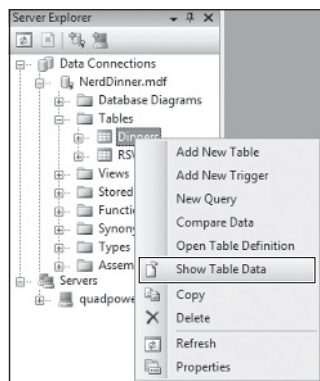 Server Explorer
Data Connections
NerdDinner.mdf
Database Diagrams
Tables
Dinners
RSV
Views
Stored
Functi
Synony
Types
Assem
Servers
quadpowe
Add New Table
Add New Trigger
New Query
Compare Data
Open Table Definition
Show Table Data
Copy
Delete
Refresh
Properties